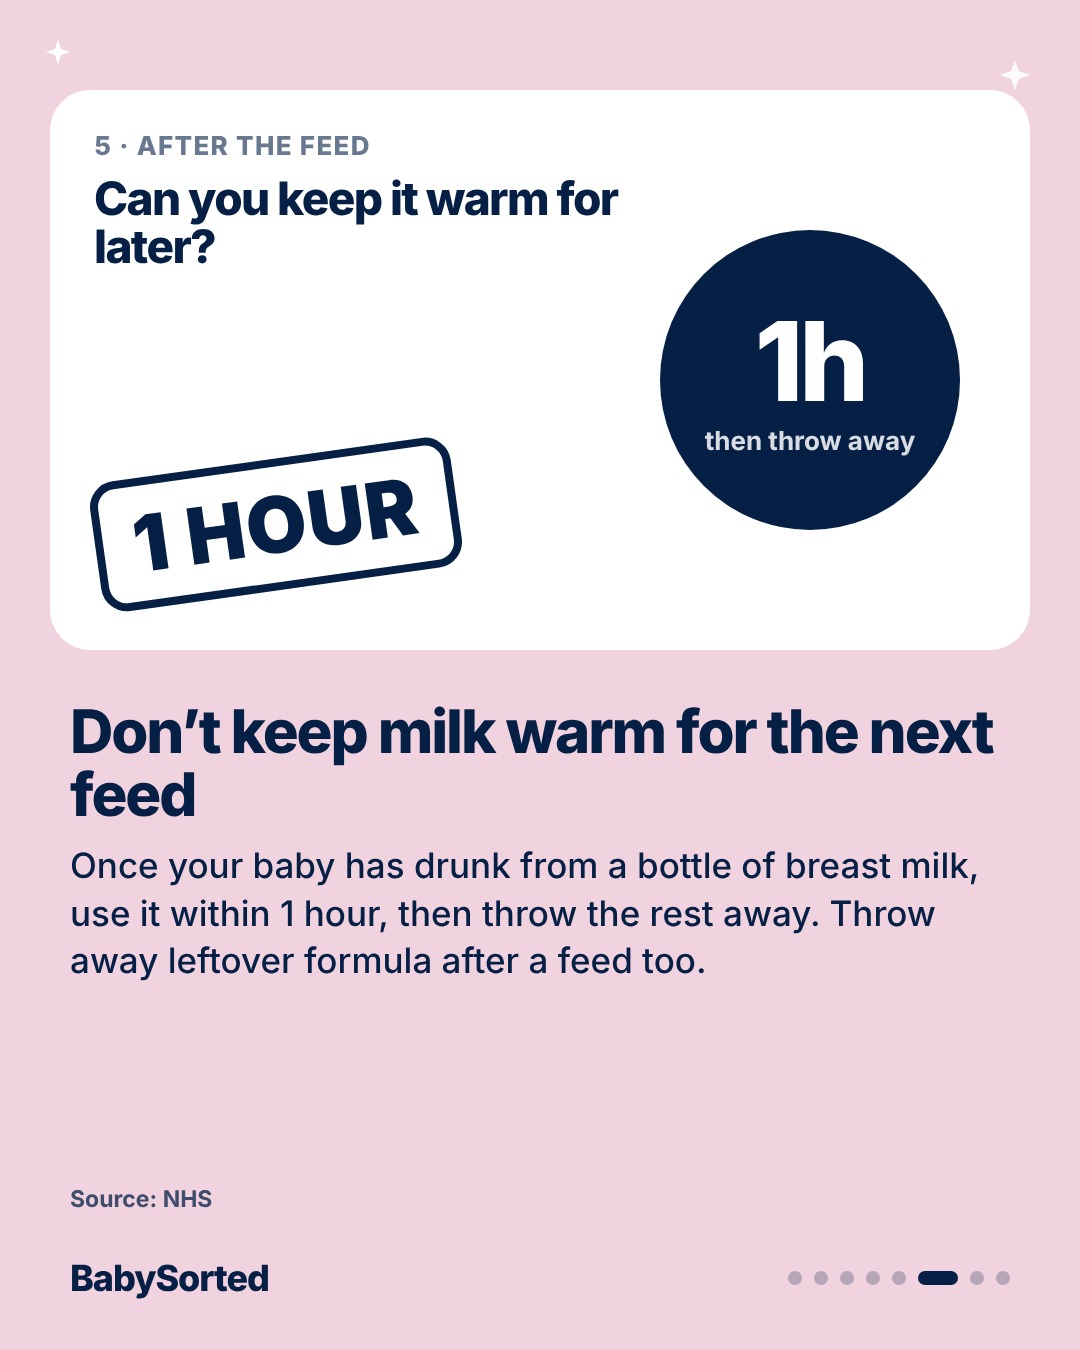 5 · AFTER THE FEED
Can you keep it warm for
later?
1h
then throw away
1 HOUR
Don’t keep milk warm for the next
feed
Once your baby has drunk from a bottle of breast milk,
use it within 1 hour, then throw the rest away. Throw
away leftover formula after a feed too.
Source: NHS
BabySorted